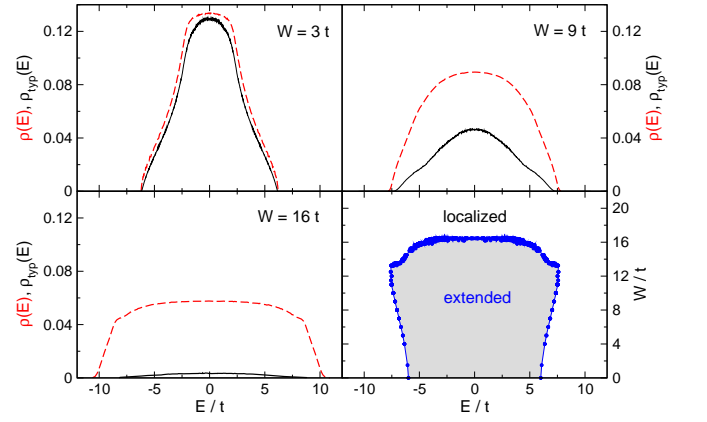 0.12
0.08
0.04
0
ρ(E), ρtyp(E)
W = 3 t
W = 9 t
0.12
0.08
0.04
0
ρ(E), ρtyp(E)
0.12
0.08
0.04
0
ρ(E), ρtyp(E)
W = 16 t
localized
extended
20
16
12
8
4
0
W / t
-10 -5 0 5 10
E / t
-10 -5 0 5 10
E / t